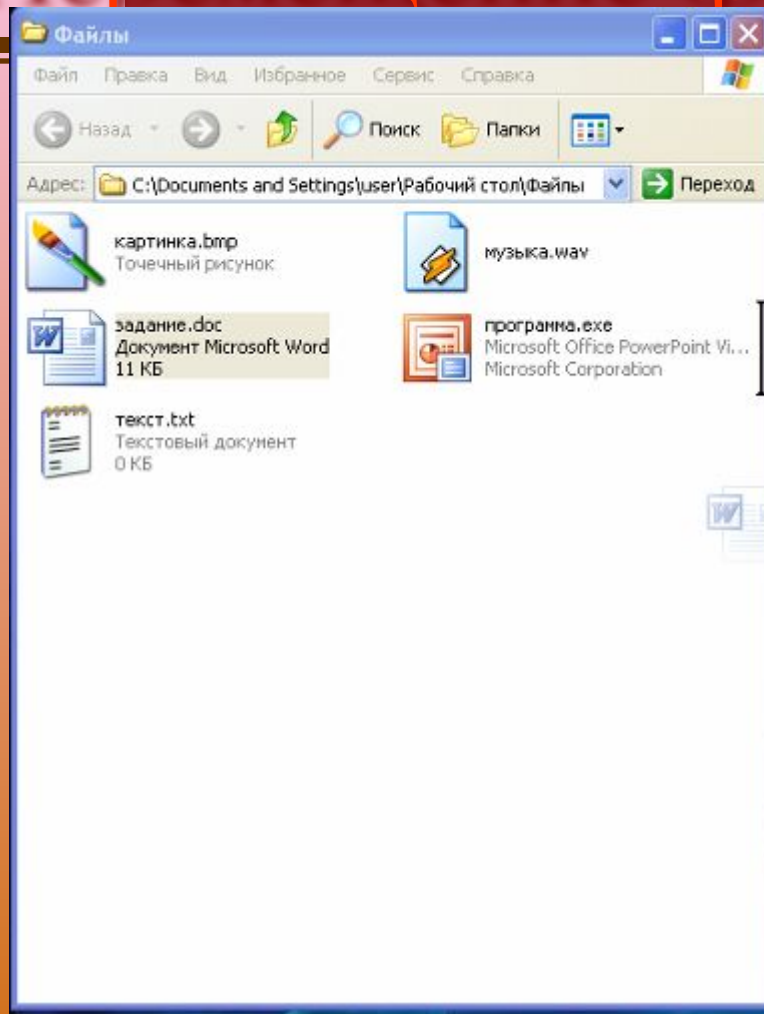 Файлы
Файл Правка Вид Избранное Сервис Справка
Назад Поиск Папки
Адрес: C:\Documents and Settings\user\Рабочий стол\Файлы Переход
картинка.bmp
Точечный рисунок
музыка.wav
задание.doc
Документ Microsoft Word
11 КБ
программа.exe
Microsoft Office PowerPoint Vi...
Microsoft Corporation
текст.txt
Текстовый документ
0 КБ